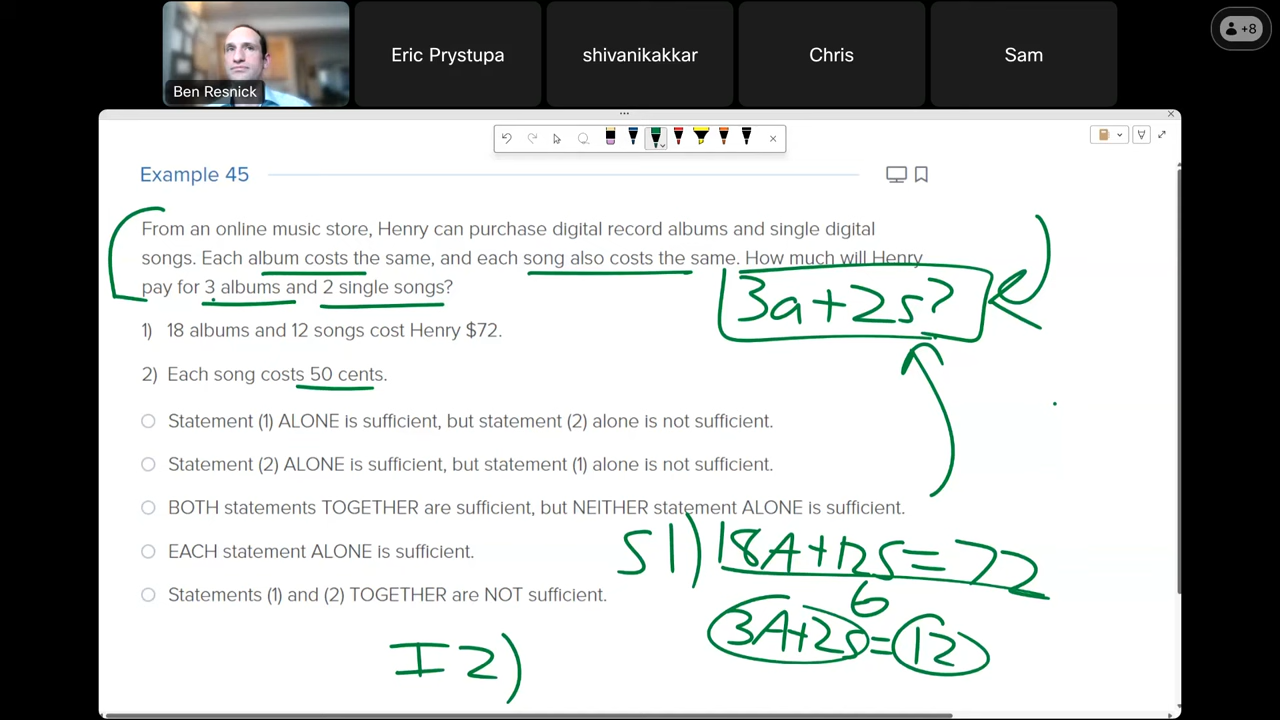 Ben Resnick
Eric Prystupa
shivanikakkar
Chris
Sam
+8
Example 45
From an online music store, Henry can purchase digital record albums and single digital
songs. Each album costs the same, and each song also costs the same. How much will Henry
pay for 3 albums and 2 single songs?
3a+2s?
1) 18 albums and 12 songs cost Henry $72.
2) Each song costs 50 cents.
Statement (1) ALONE is sufficient, but statement (2) alone is not sufficient.
Statement (2) ALONE is sufficient, but statement (1) alone is not sufficient.
BOTH statements TOGETHER are sufficient, but NEITHER statement ALONE is sufficient.
EACH statement ALONE is sufficient.
Statements (1) and (2) TOGETHER are NOT sufficient.
S1) 18A+12S=72
6
3A+2S=12
I 2)